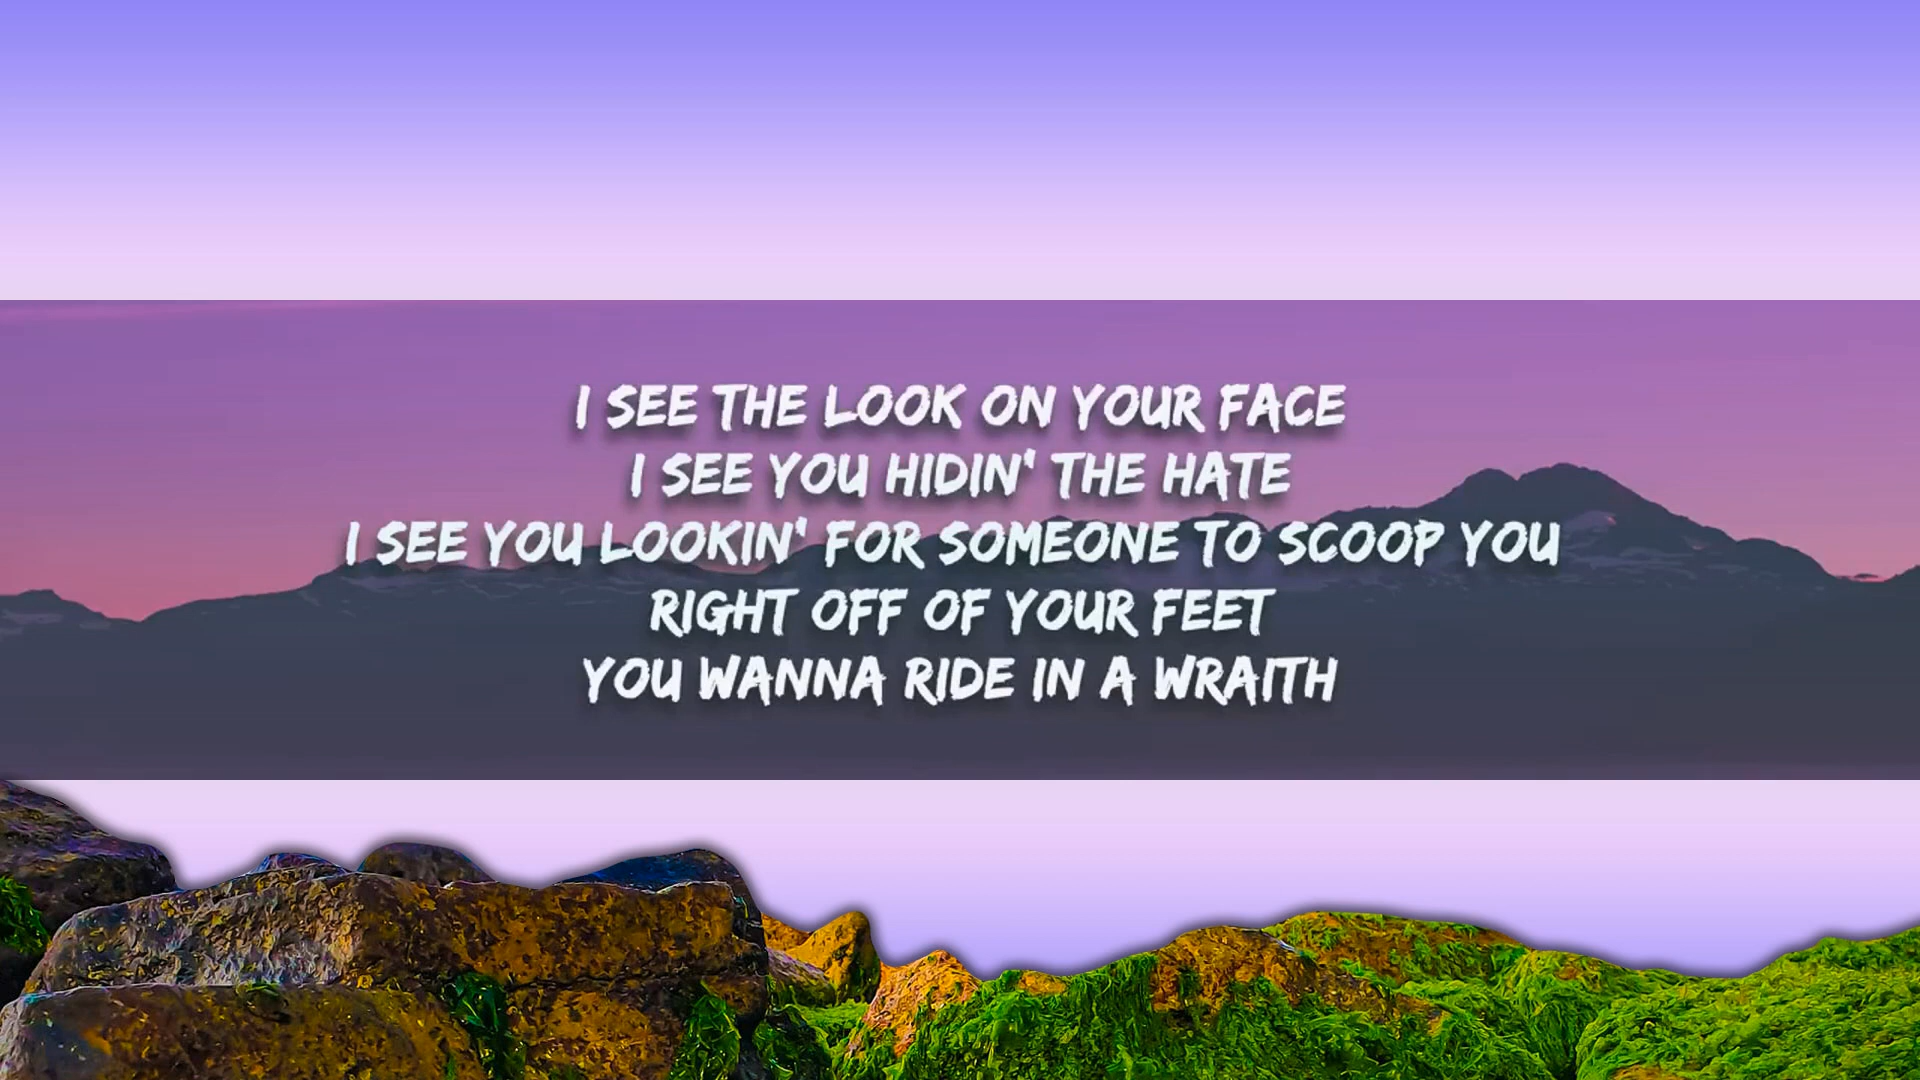 I SEE THE LOOK ON YOUR FACE
I SEE YOU HIDIN' THE HATE
I SEE YOU LOOKIN' FOR SOMEONE TO SCOOP YOU
RIGHT OFF OF YOUR FEET
YOU WANNA RIDE IN A WRAITH